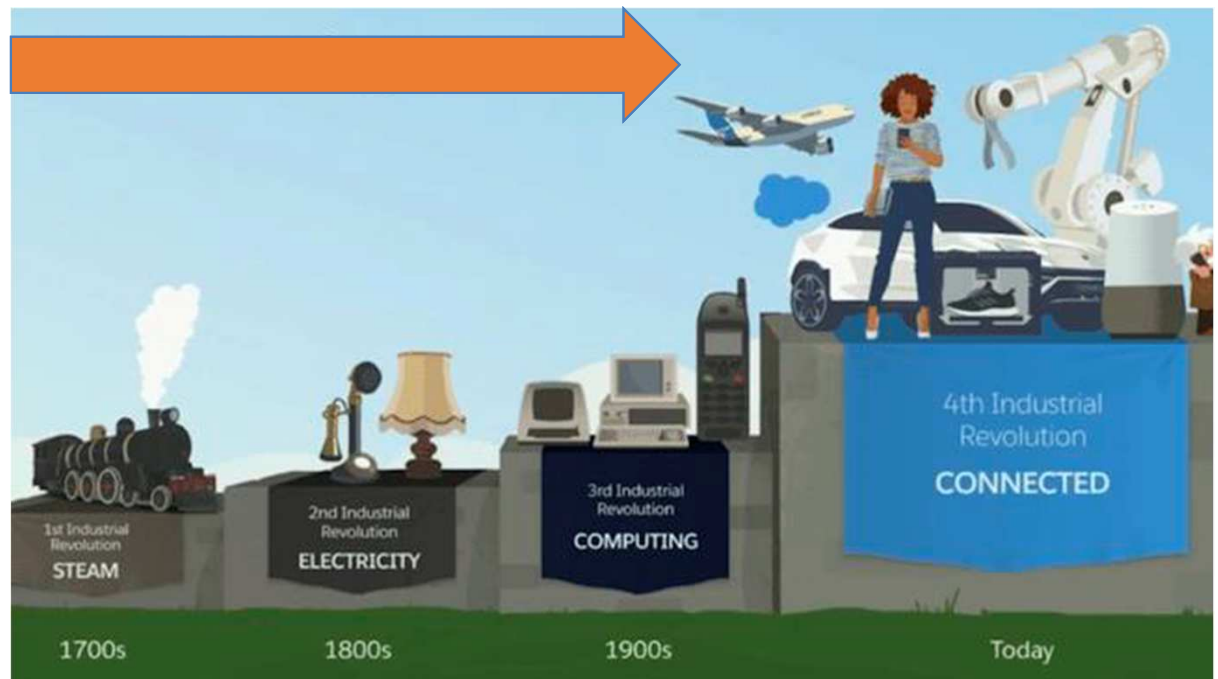 1st Industrial
Revolution
STEAM
2nd Industrial
Revolution
ELECTRICITY
3rd Industrial
Revolution
COMPUTING
4th Industrial
Revolution
CONNECTED
1700s
1800s
1900s
Today